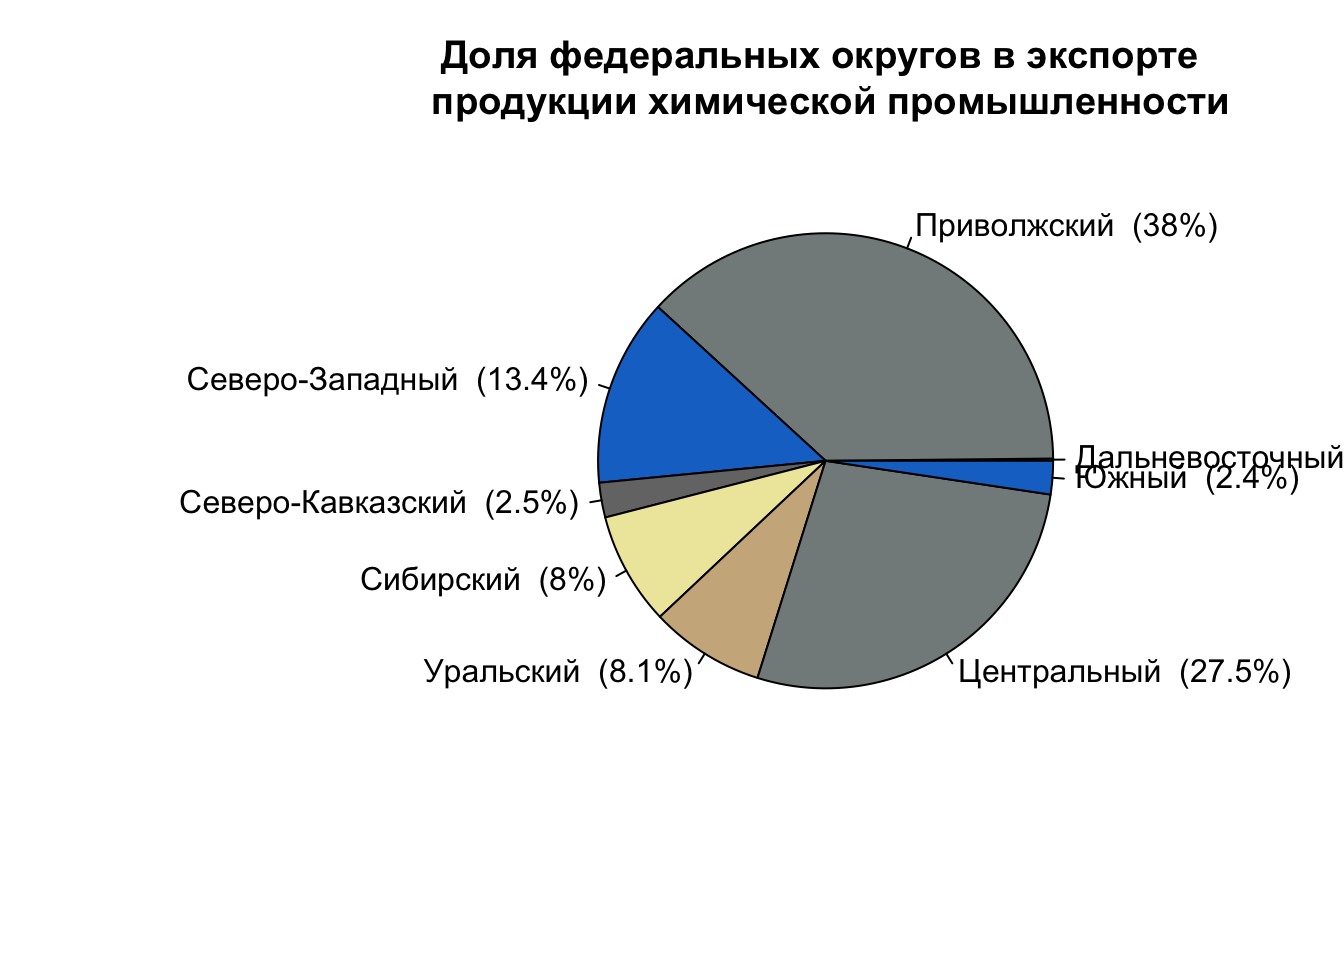 Доля федеральных округов в экспорте
продукции химической промышленности
Приволжский (38%)
Северо-Западный (13.4%)
Дальневосточный
Южный (2.4%)
Северо-Кавказский (2.5%)
Сибирский (8%)
Уральский (8.1%)
Центральный (27.5%)